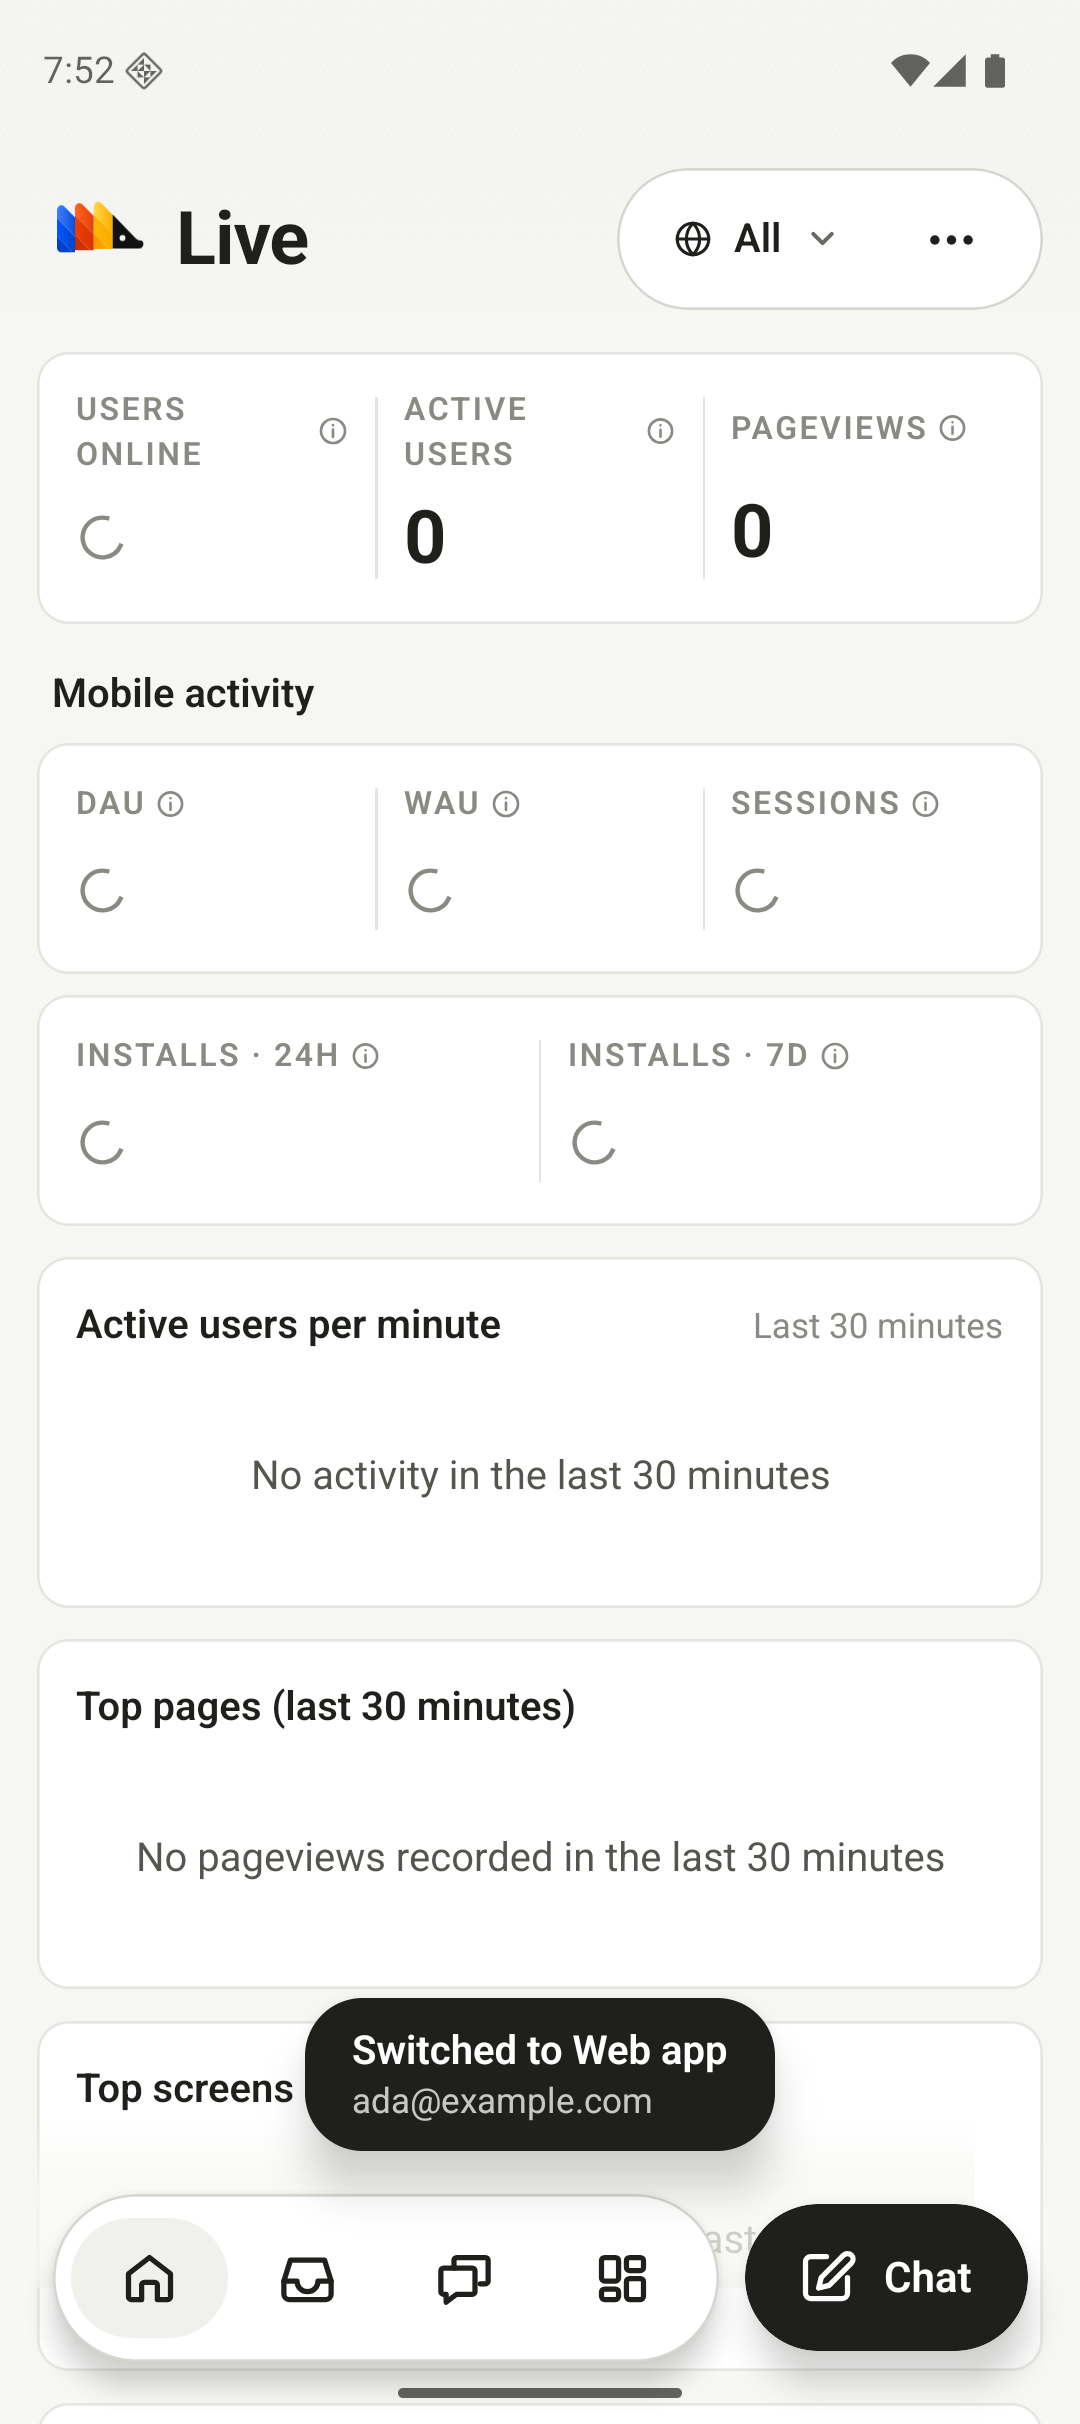 7:52
Live
All
USERS ONLINE
ACTIVE USERS
PAGEVIEWS
0
0
Mobile activity
DAU
WAU
SESSIONS
INSTALLS · 24H
INSTALLS · 7D
Active users per minute
Last 30 minutes
No activity in the last 30 minutes
Top pages (last 30 minutes)
No pageviews recorded in the last 30 minutes
Top screens
Switched to Web app
ada@example.com
Chat